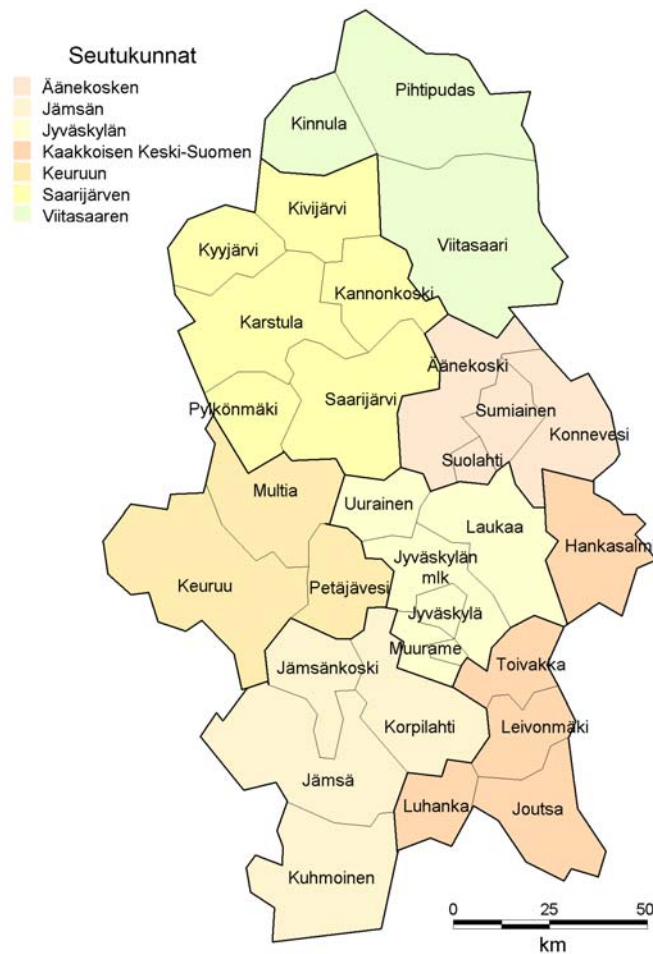 Seutukunnat
Äänekosken
Jämsän
Jyväskylän
Kaakkoisen Keski-Suomen
Keuruun
Saarijärven
Viitasaaren
Pihtipudas
Kinnula
Kivijärvi
Viitasaari
Kyyjärvi
Kannonkoski
Karstula
Äänekoski
Saarijärvi
Pylkönmäki
Sumiainen
Konnevesi
Suolahti
Multia
Uurainen
Laukaa
Hankasalmi
Jyväskylän
mlk
Keuruu
Petäjävesi
Jyväskylä
Muurame
Jämsänkoski
Toivakka
Korpilahti
Leivonmäki
Jämsä
Luhanka
Joutsa
Kuhmoinen
0 25 50
km